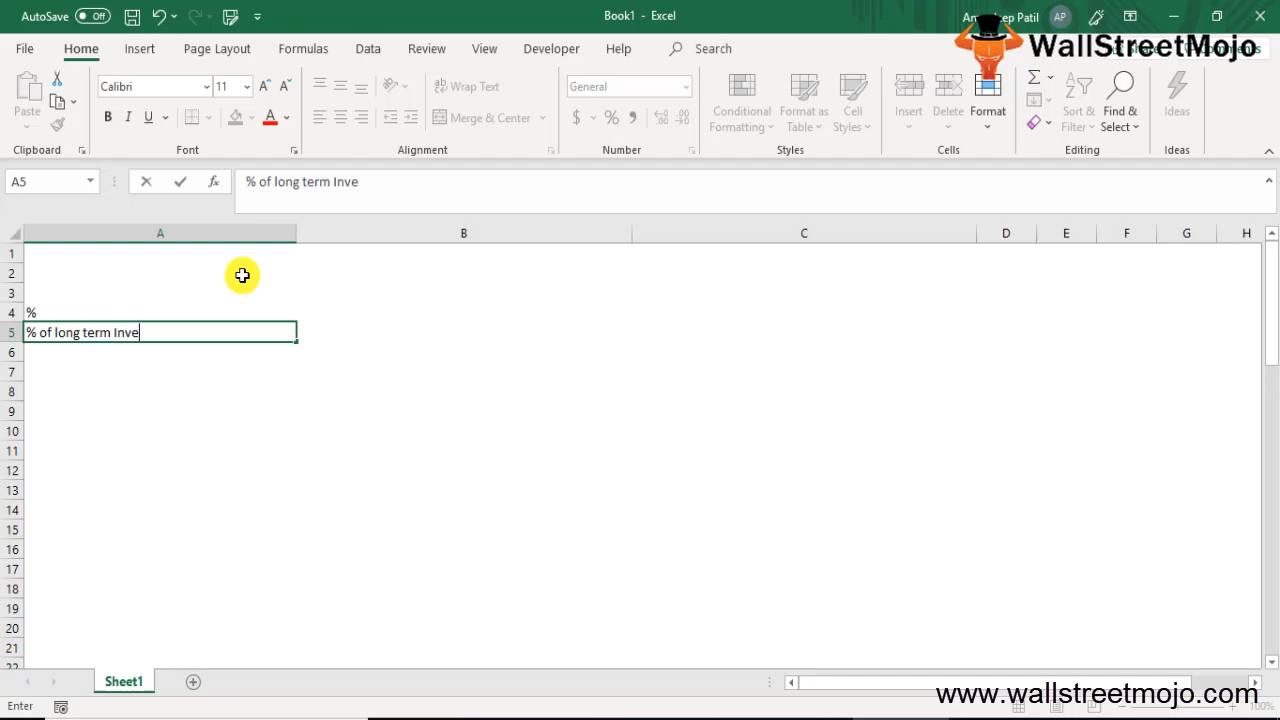 AutoSave Off
Book1 - Excel
Patil AP
WallStreetMojo
File Home Insert Page Layout Formulas Data Review View Developer Help Search
Paste
Calibri 11
B I U A
Wrap Text
Merge & Center
General
$ % ,
Conditional Formatting
Format as Table
Cell Styles
Insert Delete Format
Sort & Filter
Find & Select
Ideas
Clipboard Font Alignment Number Styles Cells Editing Ideas
A5 fx % of long term Inve
A B C D E F G H
1
2
3
4 %
5 % of long term Inve
6
7
8
9
10
11
12
13
14
15
16
17
18
19
20
21
22
Sheet1
www.wallstreetmojo.com
Enter 100%